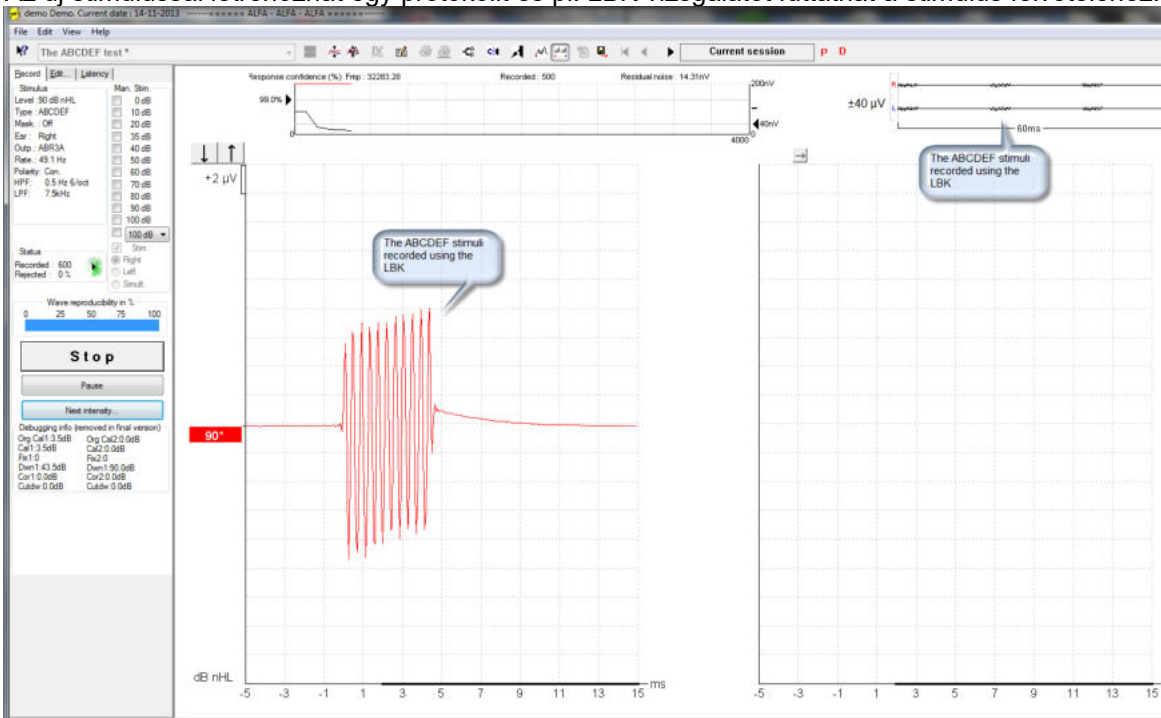 demo Demo. Current date : 14-11-2013 ------===== ALFA - ALFA - ALFA =====------
File Edit View Help
The ABCDEF test *
Current session
P D
Record Edit... Latency
Stimulus
Level :90 dB nHL
Type : ABCDEF
Mask. : Off
Ear : Right
Outp.: ABR3A
Rate.: 49.1 Hz
Polarity: Con.
HPF: 0.5 Hz 6/oct
LPF: 7.5kHz
Man. Stim.
0 dB
10 dB
20 dB
35 dB
40 dB
50 dB
60 dB
70 dB
80 dB
90 dB
100 dB
100 dB
Stim.
Right
Left
Simult.
Status
Recorded : 600
Rejected : 0 %
Wave reproducibility in %
0 25 50 75 100
Stop
Pause
Next intensity...
Debugging info (removed in final version)
Org Cal1:3.5dB Org Cal2:0.0dB
Cal1:3.5dB Cal2:0.0dB
Fix1:0 Fix2:0
Dwn1:43.5dB Dwn1:90.0dB
Cor1:0.0dB Cor2:0.0dB
Cutdw:0.0dB Cutdw:0.0dB
Response confidence (%) Fmp : 32283.28 Recorded : 500 Residual noise : 14.31nV
99.0%
0
200nV
40nV
0
4000
±40 µV
R
L
60ms
The ABCDEF stimuli
recorded using the
LBK
+2 µV
The ABCDEF stimuli
recorded using the
LBK
90*
dB nHL
-5 -3 -1 1 3 5 7 9 11 13 15 ms
-5 -3 -1 1 3 5 7 9 11 13 15